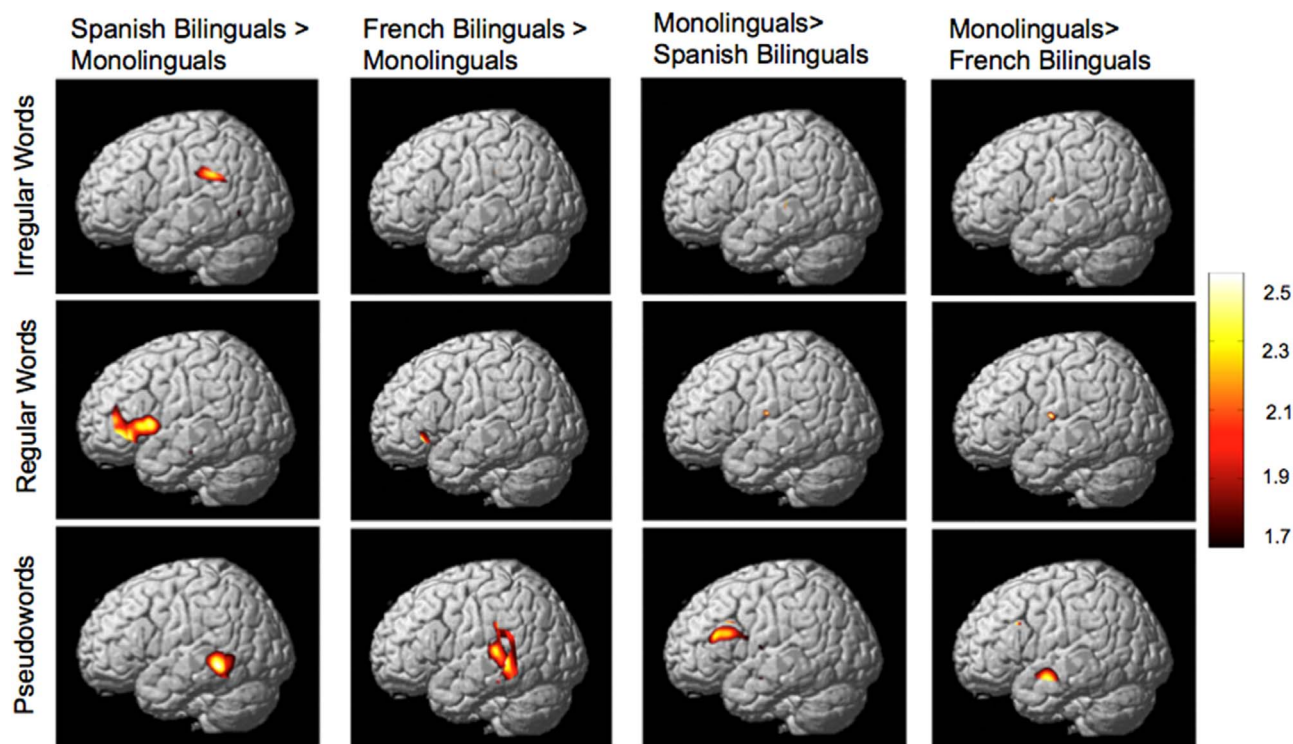 Spanish Bilinguals >
Monolinguals
French Bilinguals >
Monolinguals
Monolinguals>
Spanish Bilinguals
Monolinguals>
French Bilinguals
Irregular Words
Regular Words
Pseudowords
2.5
2.3
2.1
1.9
1.7